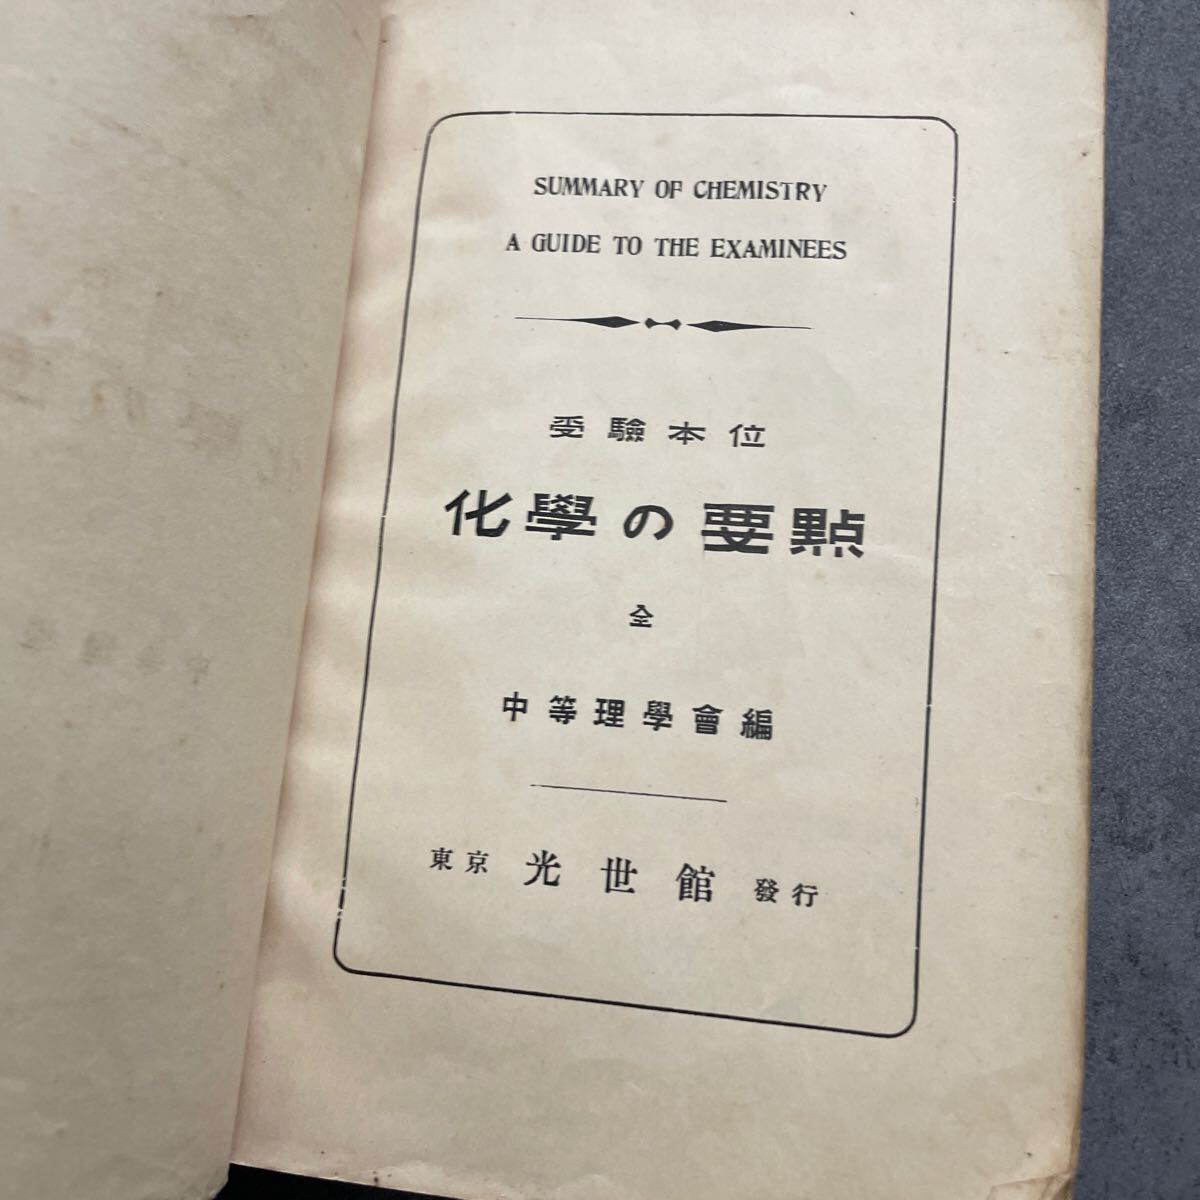 SUMMARY OF CHEMISTRY
A GUIDE TO THE EXAMINEES
受驗本位
化學の要點
全
中等理學會編
東京 光世館 發行